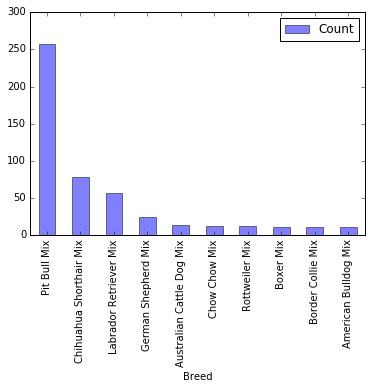 300
250
200
150
100
50
0
Count
Pit Bull Mix
Chihuahua Shorthair Mix
Labrador Retriever Mix
German Shepherd Mix
Australian Cattle Dog Mix
Chow Chow Mix
Rottweiler Mix
Boxer Mix
Border Collie Mix
American Bulldog Mix
Breed